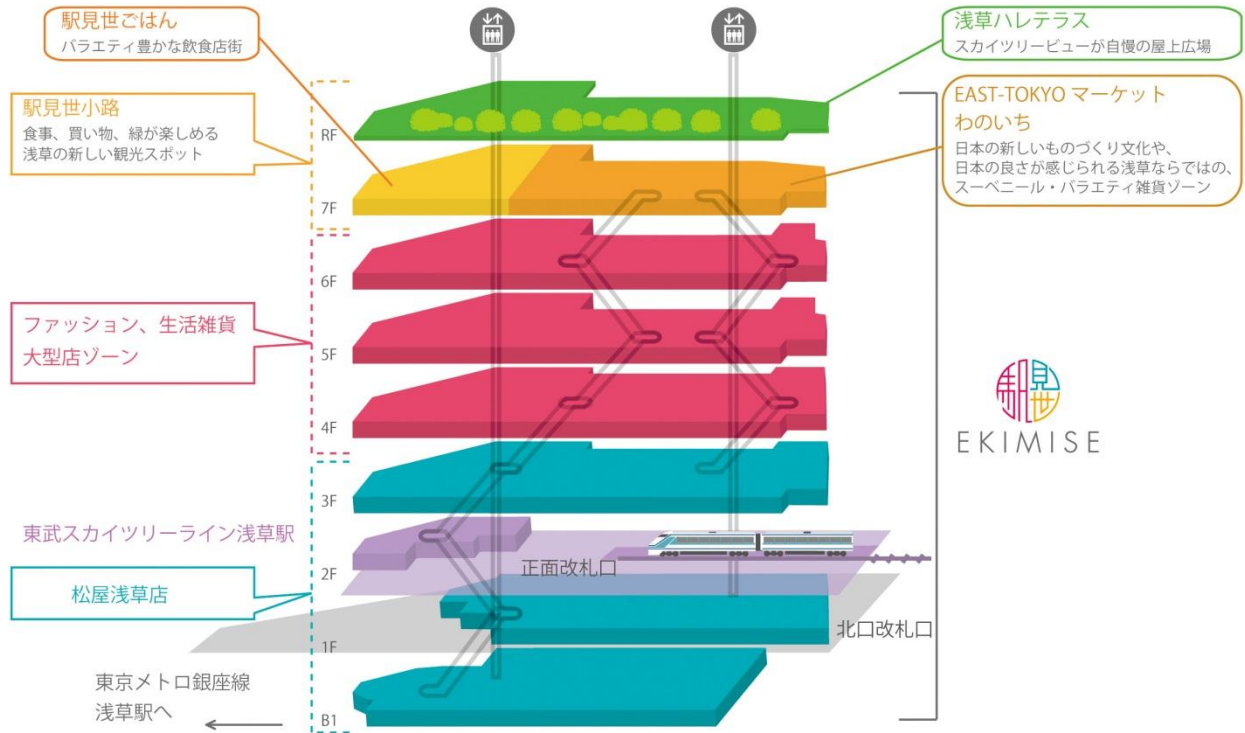 駅見世ごはん
バラエティ豊かな飲食店街
浅草ハレテラス
スカイツリービューが自慢の屋上広場
駅見世小路
食事、買い物、緑が楽しめる
浅草の新しい観光スポット
EAST-TOKYO マーケット
わのいち
日本の新しいものづくり文化や、
日本の良さが感じられる浅草ならではの、
スーベニール・バラエティ雑貨ゾーン
RF
7F
6F
ファッション、生活雑貨
大型店ゾーン
5F
4F
駅見世
EKIMISE
3F
東武スカイツリーライン浅草駅
2F
正面改札口
松屋浅草店
1F
北口改札口
東京メトロ銀座線
浅草駅へ
B1